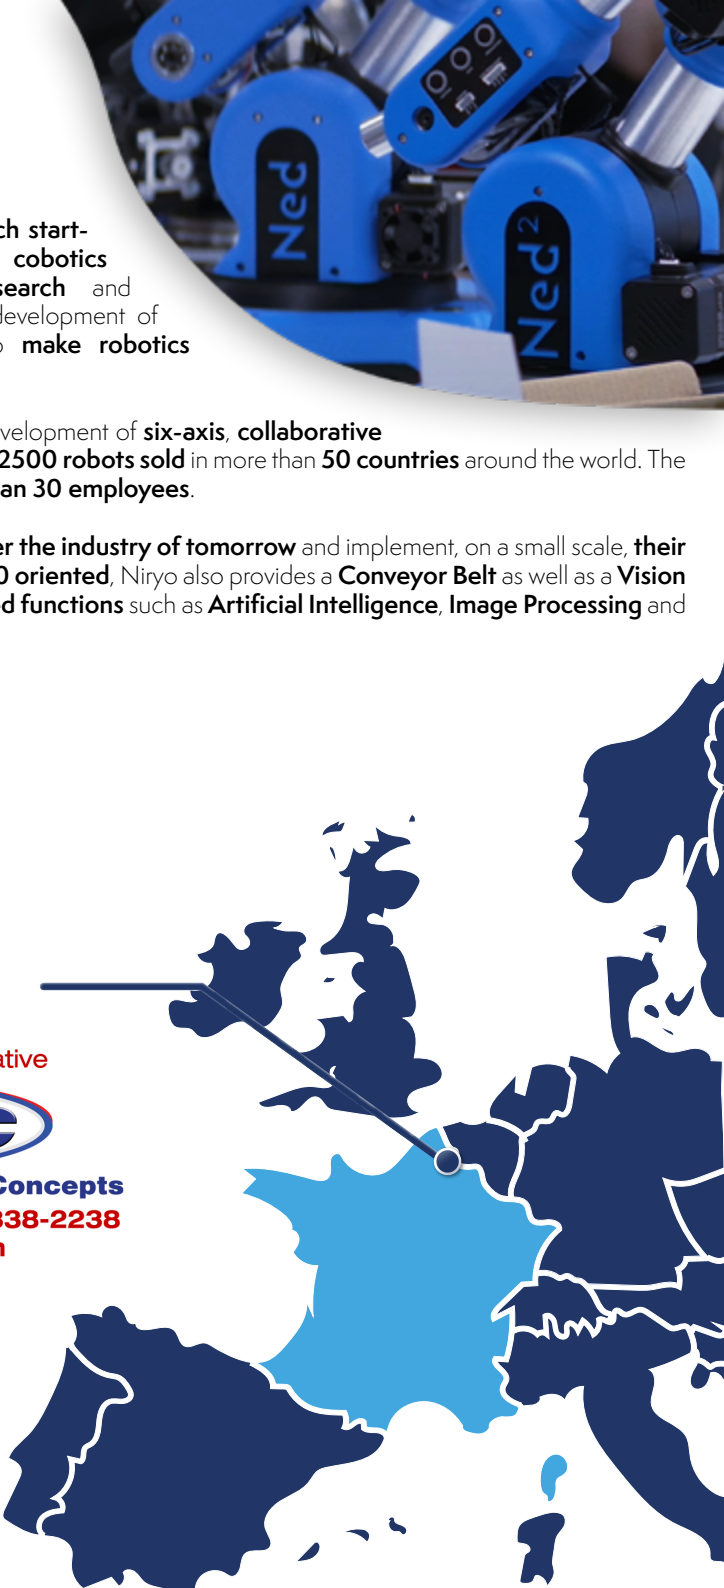 Ned
Ned 2
ch start-
cobotics
search and
development of
make robotics
velopment of six-axis, collaborative
2500 robots sold in more than 50 countries around the world. The
an 30 employees.
er the industry of tomorrow and implement, on a small scale, their
0 oriented, Niryo also provides a Conveyor Belt as well as a Vision
d functions such as Artificial Intelligence, Image Processing and
ative
Concepts
338-2238